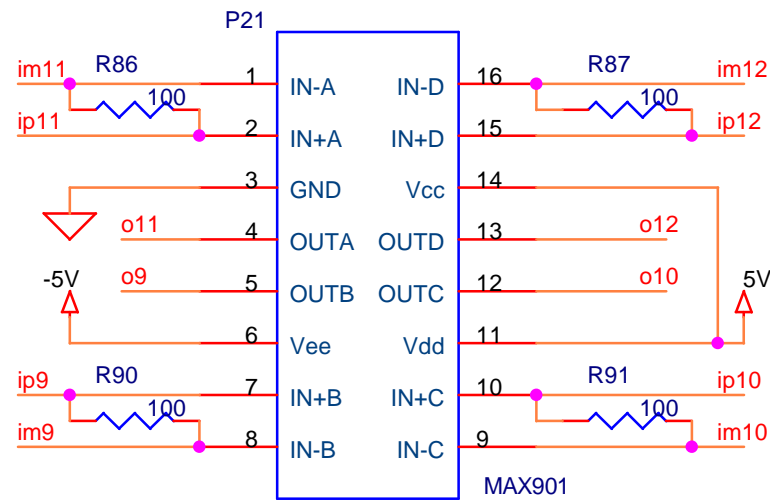 P21
im11 R86 1 IN-A IN-D 16 R87 im12
100 100
ip11 2 IN+A IN+D 15 ip12
3 GND Vcc 14
o11 4 OUTA OUTD 13 o12
-5V o9 5 OUTB OUTC 12 o10 5V
6 Vee Vdd 11
ip9 R90 7 IN+B IN+C 10 R91 ip10
100 100
im9 8 IN-B IN-C 9 im10
MAX901